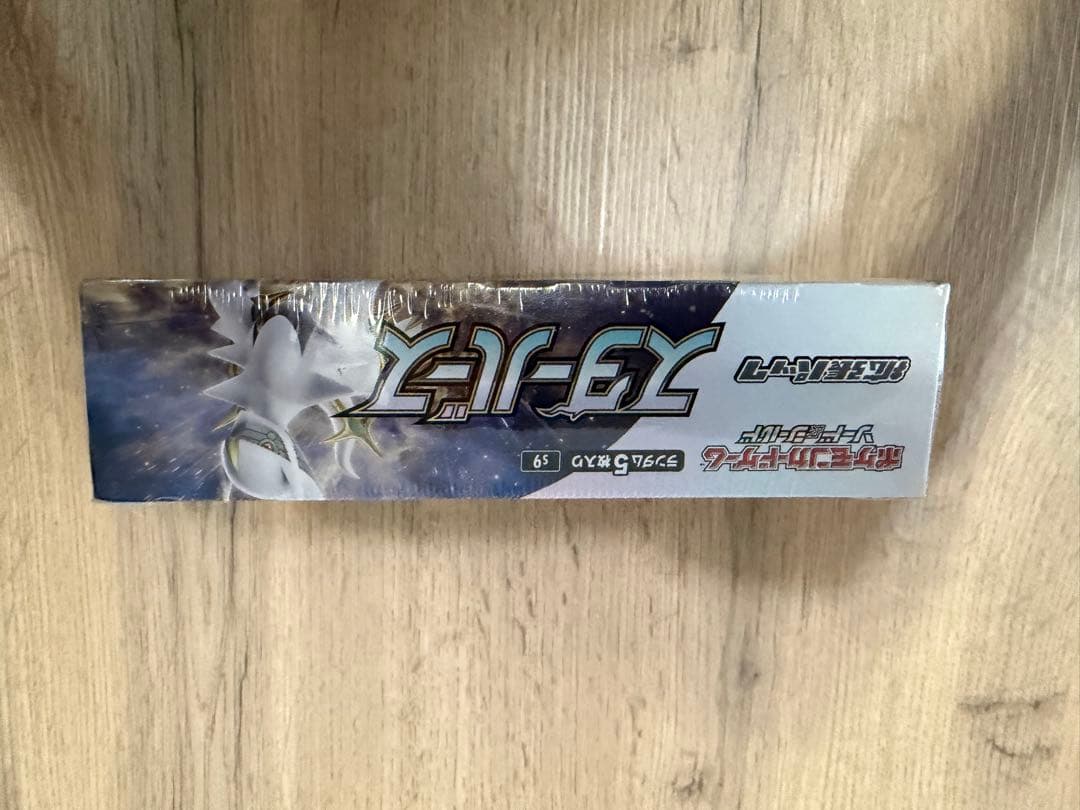 ポケモンカードゲーム
ソード&シールド
拡張パック
スターバース
ランダム5枚入り
s9